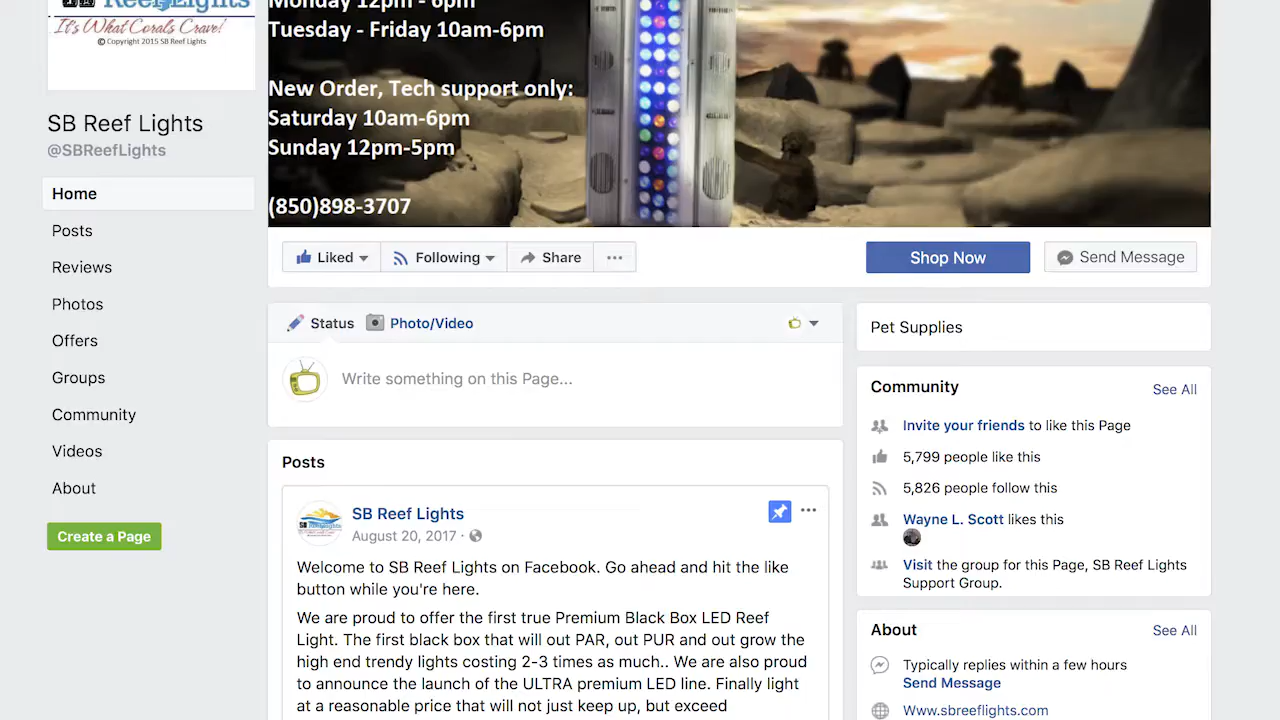 SB ReefLights
It's What Corals Crave!
© Copyright 2015 SB Reef Lights
SB Reef Lights
@SBReefLights
Home
Posts
Reviews
Photos
Offers
Groups
Community
Videos
About
Create a Page
Monday 12pm - 6pm
Tuesday - Friday 10am-6pm
New Order, Tech support only:
Saturday 10am-6pm
Sunday 12pm-5pm
(850)898-3707
Liked
Following
Share
Shop Now
Send Message
Status
Photo/Video
Write something on this Page...
Posts
SB Reef Lights
August 20, 2017
Welcome to SB Reef Lights on Facebook. Go ahead and hit the like
button while you're here.
We are proud to offer the first true Premium Black Box LED Reef
Light. The first black box that will out PAR, out PUR and out grow the
high end trendy lights costing 2-3 times as much.. We are also proud
to announce the launch of the ULTRA premium LED line. Finally light
at a reasonable price that will not just keep up, but exceed
Pet Supplies
Community
See All
Invite your friends to like this Page
5,799 people like this
5,826 people follow this
Wayne L. Scott likes this
Visit the group for this Page, SB Reef Lights
Support Group.
About
See All
Typically replies within a few hours
Send Message
Www.sbreeflights.com